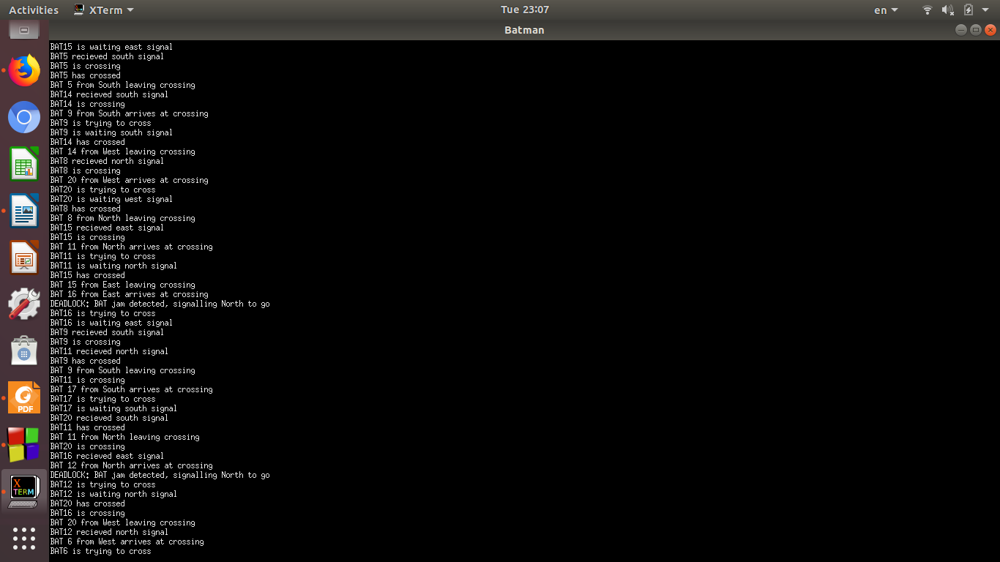 Activities
XTerm
Tue 23:07
en
Batman
BAT15 is waiting east signal
BAT5 recieved south signal
BAT5 is crossing
BAT5 has crossed
BAT 5 from South leaving crossing
BAT14 recieved south signal
BAT14 is crossing
BAT 9 from South arrives at crossing
BAT9 is trying to cross
BAT9 is waiting south signal
BAT14 has crossed
BAT 14 from West leaving crossing
BAT8 recieved north signal
BAT8 is crossing
BAT 20 from West arrives at crossing
BAT20 is trying to cross
BAT20 is waiting west signal
BAT8 has crossed
BAT 8 from North leaving crossing
BAT15 recieved east signal
BAT15 is crossing
BAT 11 from North arrives at crossing
BAT11 is trying to cross
BAT11 is waiting north signal
BAT15 has crossed
BAT 15 from East leaving crossing
BAT 16 from East arrives at crossing
DEADLOCK: BAT jam detected, signalling North to go
BAT16 is trying to cross
BAT16 is waiting east signal
BAT9 recieved south signal
BAT9 is crossing
BAT11 recieved north signal
BAT9 has crossed
BAT 9 from South leaving crossing
BAT11 is crossing
BAT 17 from South arrives at crossing
BAT17 is trying to cross
BAT17 is waiting south signal
BAT20 recieved south signal
BAT11 has crossed
BAT 11 from North leaving crossing
BAT20 is crossing
BAT16 recieved east signal
BAT 12 from North arrives at crossing
DEADLOCK: BAT jam detected, signalling North to go
BAT12 is trying to cross
BAT12 is waiting north signal
BAT20 has crossed
BAT16 is crossing
BAT 20 from West leaving crossing
BAT12 recieved north signal
BAT 6 from West arrives at crossing
BAT6 is trying to cross
PDF
X
TERM